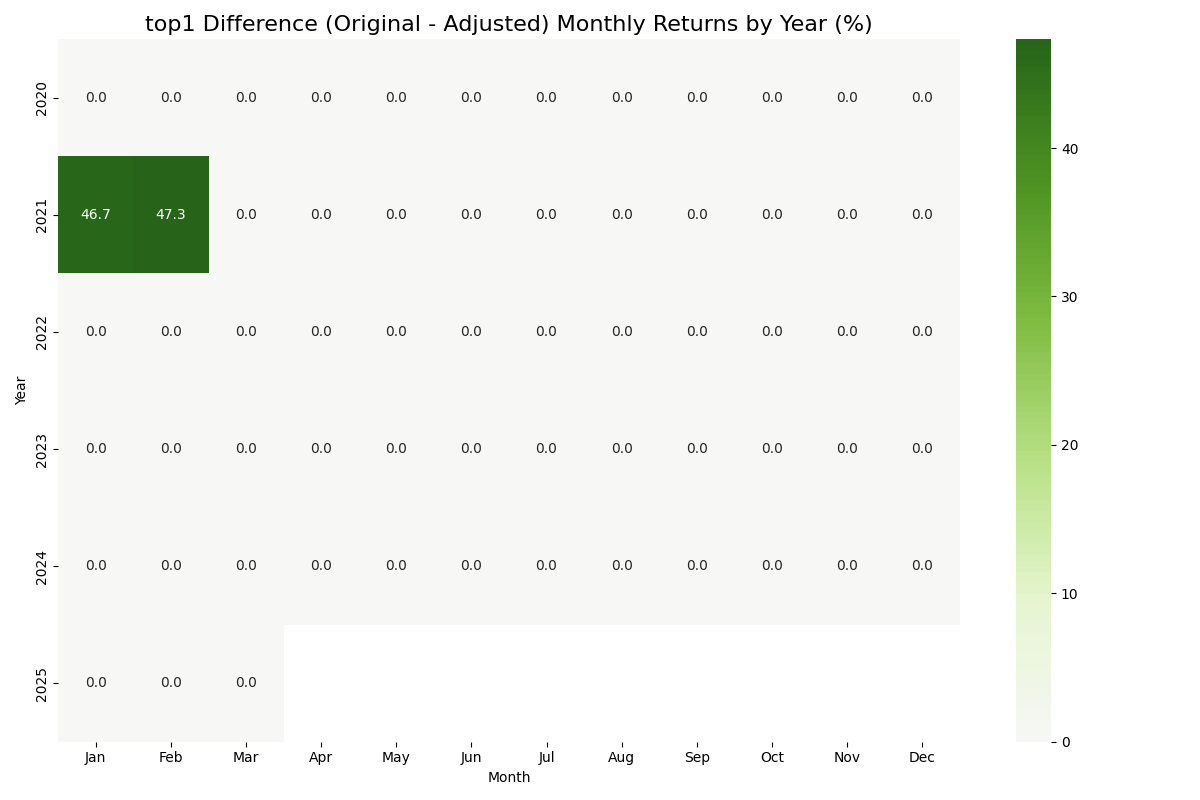 top1 Difference (Original - Adjusted) Monthly Returns by Year (%)
2020 0.0 0.0 0.0 0.0 0.0 0.0 0.0 0.0 0.0 0.0 0.0 0.0
2021 46.7 47.3 0.0 0.0 0.0 0.0 0.0 0.0 0.0 0.0 0.0 0.0
2022 0.0 0.0 0.0 0.0 0.0 0.0 0.0 0.0 0.0 0.0 0.0 0.0
2023 0.0 0.0 0.0 0.0 0.0 0.0 0.0 0.0 0.0 0.0 0.0 0.0
2024 0.0 0.0 0.0 0.0 0.0 0.0 0.0 0.0 0.0 0.0 0.0 0.0
2025 0.0 0.0 0.0
Year
Jan Feb Mar Apr May Jun Jul Aug Sep Oct Nov Dec
Month
40
30
20
10
0